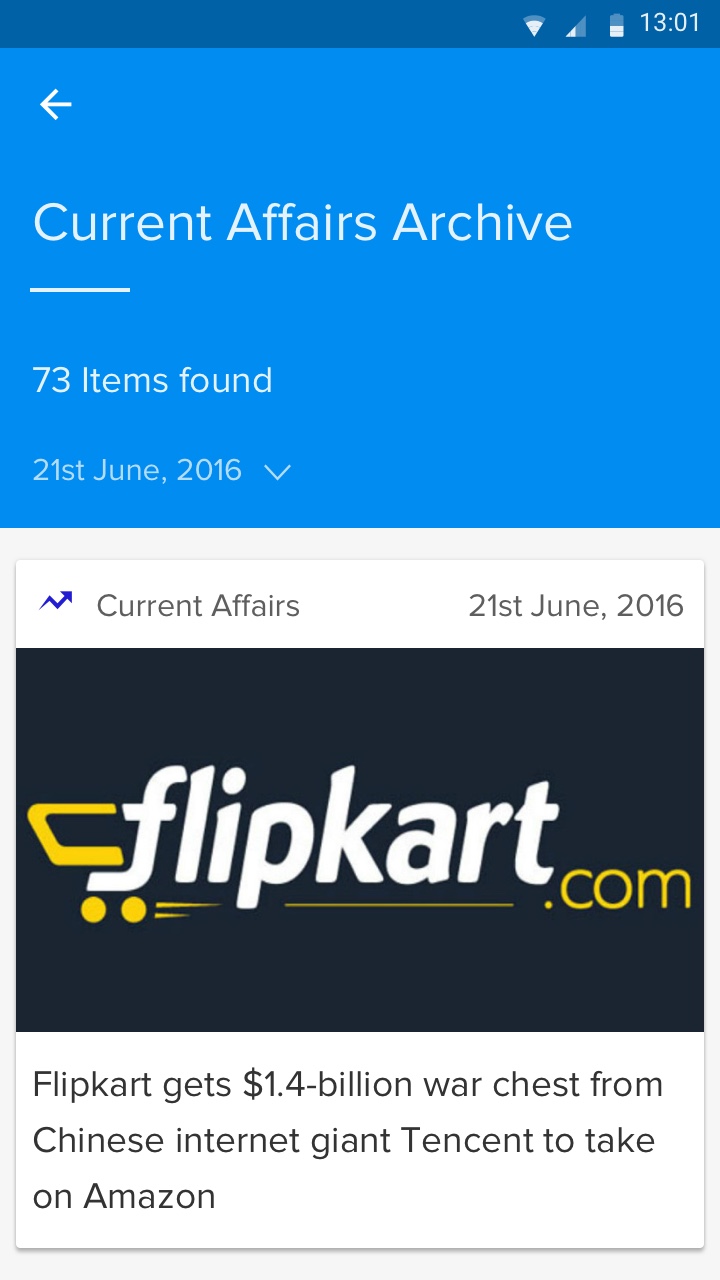 13:01
Current Affairs Archive
73 Items found
21st June, 2016
Current Affairs 21st June, 2016
flipkart.com
Flipkart gets $1.4-billion war chest from
Chinese internet giant Tencent to take
on Amazon